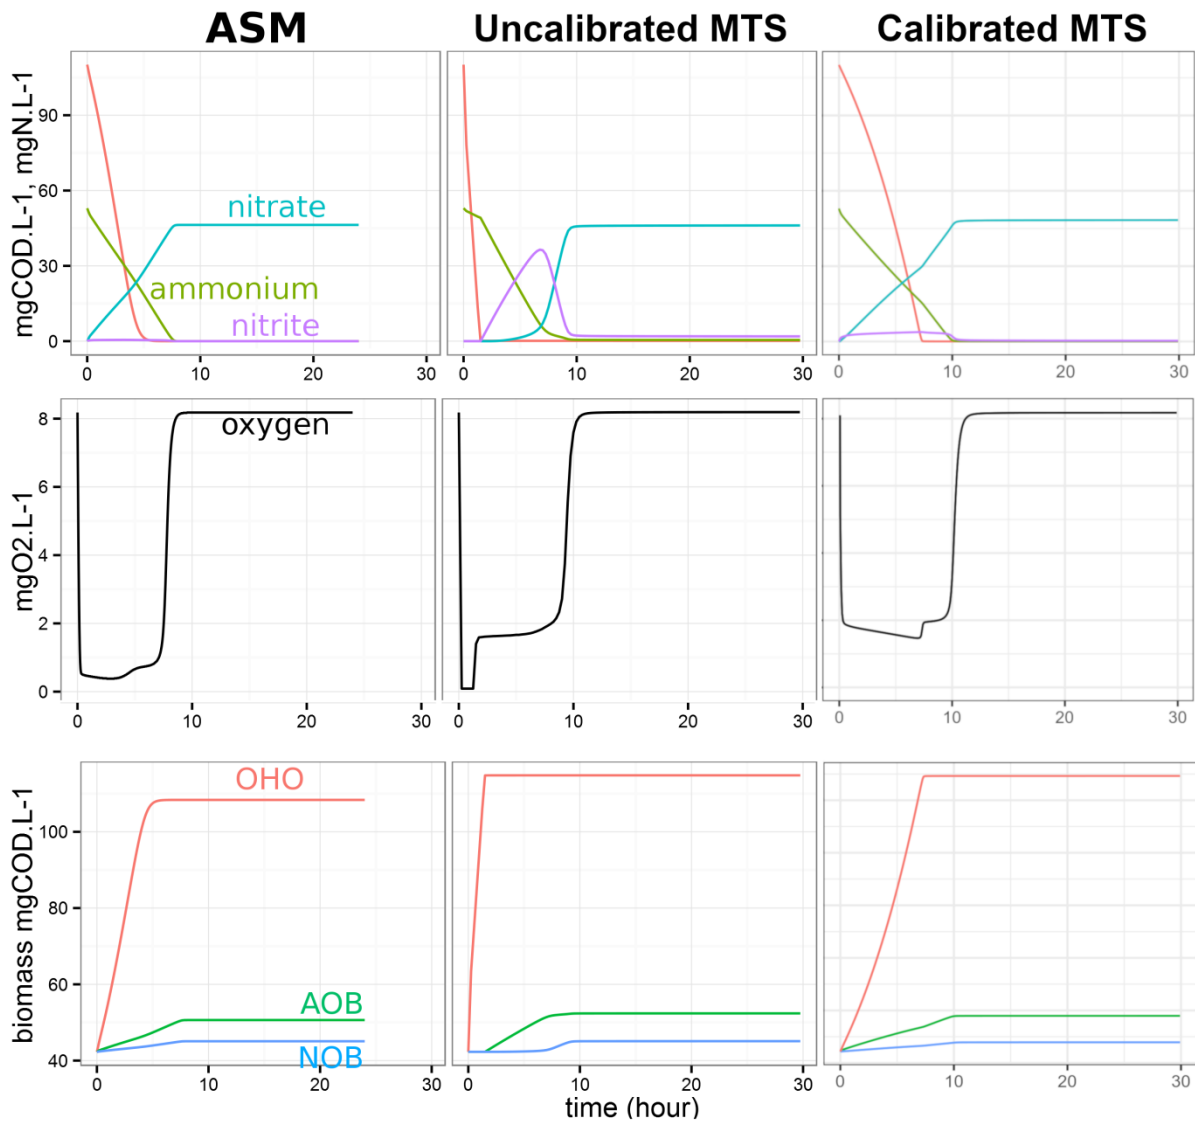 ASM Uncalibrated MTS Calibrated MTS
mgCOD.L-1, mgN.L-1
90
60
30
0
nitrate
ammonium
nitrite
0 10 20 30
0 10 20 30
0 10 20 30
mgO2.L-1
8
6
4
2
0
oxygen
0 10 20 30
0 10 20 30
0 10 20 30
biomass mgCOD.L-1
100
80
60
40
OHO
AOB
NOB
0 10 20 30
0 10 20 30
0 10 20 30
time (hour)